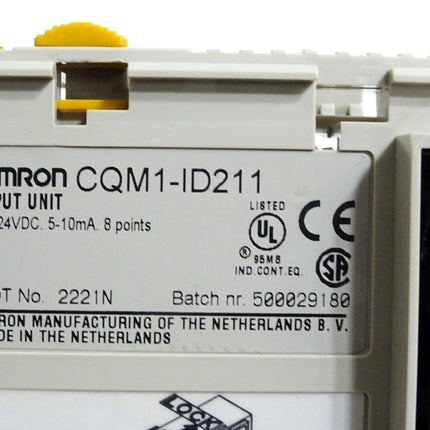 MRON CQM1-ID211
PUT UNIT
24VDC. 5-10mA. 8 points
LISTED
UL
CE
95M8
IND.CONT.EQ.
SA
OT No. 2221N Batch nr. 500029180
RON MANUFACTURING OF THE NETHERLANDS B. V.
DE IN THE NETHERLANDS
LOCK